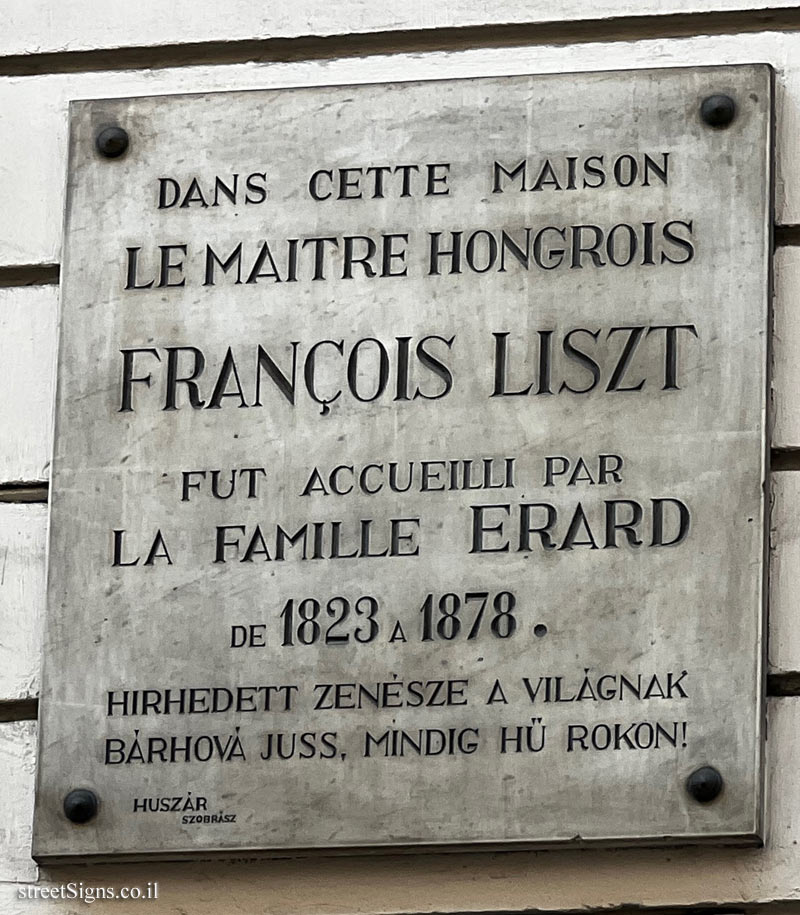 DANS CETTE MAISON
LE MAITRE HONGROIS
FRANÇOIS LISZT
FUT ACCUEILLI PAR
LA FAMILLE ERARD
DE 1823 A 1878.
HIRHEDETT ZENÉSZE A VILÁGNAK
BÁRHOVÁ JUSS, MINDIG HŰ ROKON!
HUSZÁR
SZOBRÁSZ
streetSigns.co.il